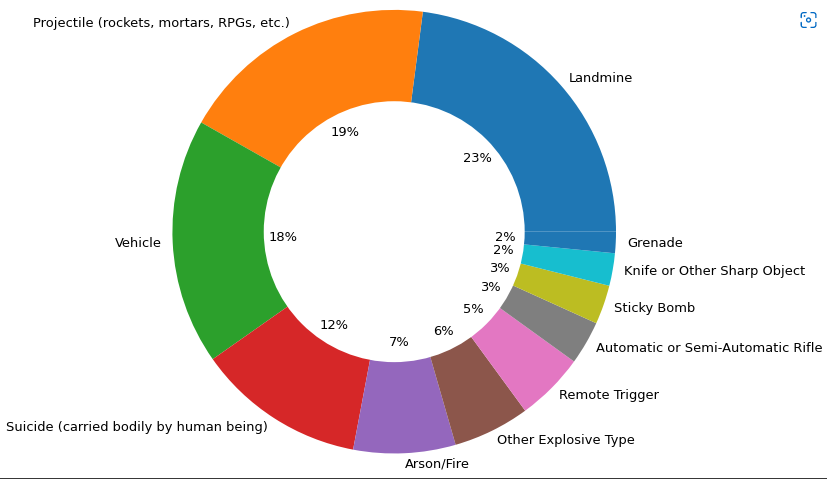 Projectile (rockets, mortars, RPGs, etc.)
Landmine
19%
23%
Vehicle
18%
2%
Grenade
2%
3%
Knife or Other Sharp Object
3%
Sticky Bomb
5%
12%
6%
7%
Automatic or Semi-Automatic Rifle
Remote Trigger
Suicide (carried bodily by human being)
Other Explosive Type
Arson/Fire